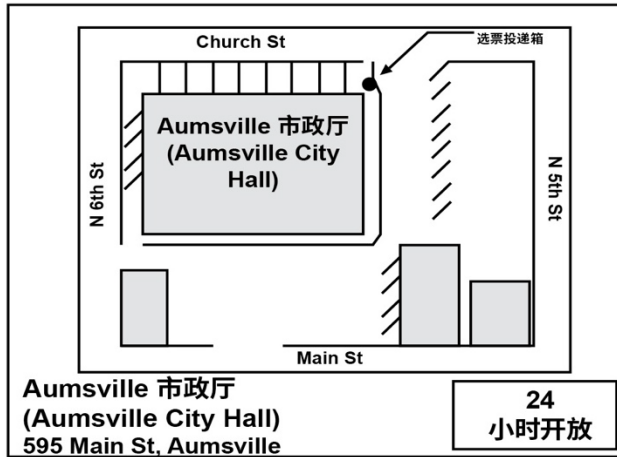 Church St
选票投递箱
Aumsville 市政厅
(Aumsville City
Hall)
N 6th St
N 5th St
Main St
Aumsville 市政厅
(Aumsville City Hall)
595 Main St, Aumsville
24
小时开放